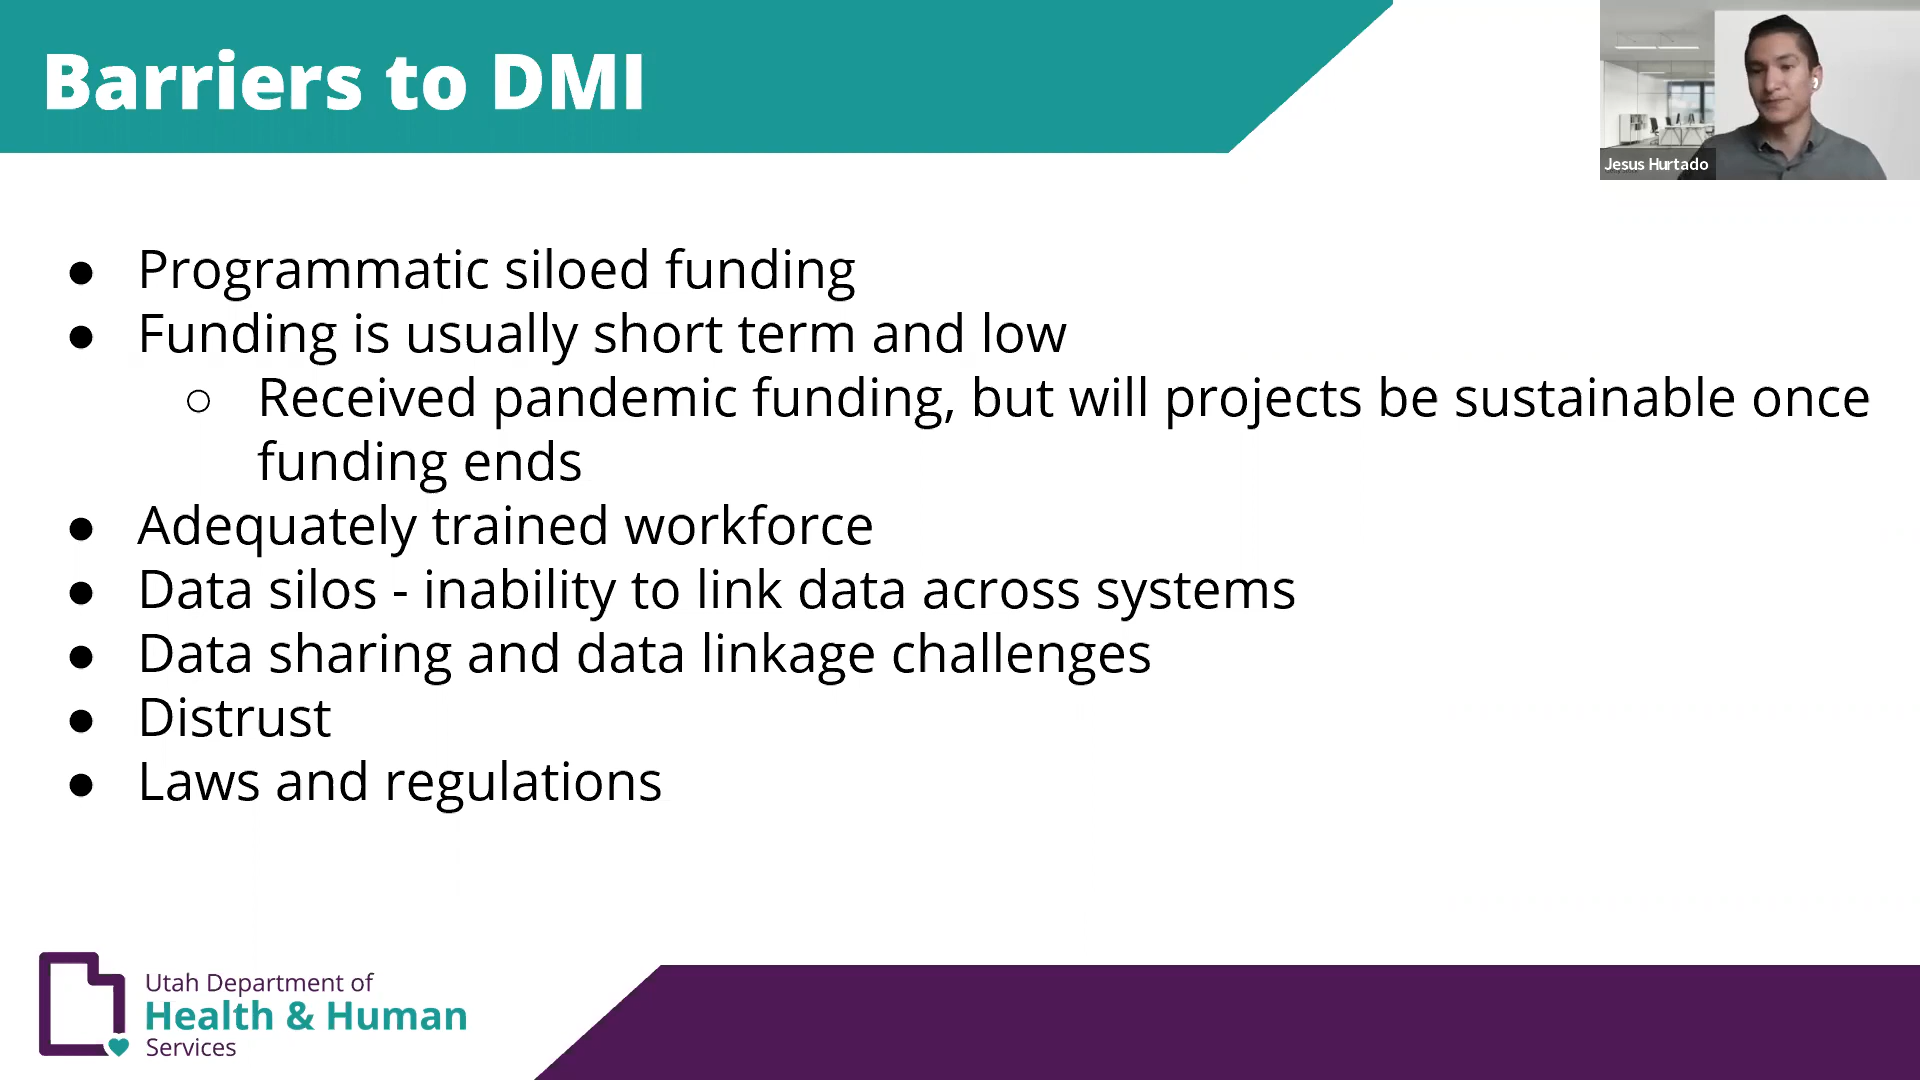 Barriers to DMI
Jesus Hurtado
● Programmatic siloed funding
● Funding is usually short term and low
○ Received pandemic funding, but will projects be sustainable once
funding ends
● Adequately trained workforce
● Data silos - inability to link data across systems
● Data sharing and data linkage challenges
● Distrust
● Laws and regulations
Utah Department of
Health & Human
Services